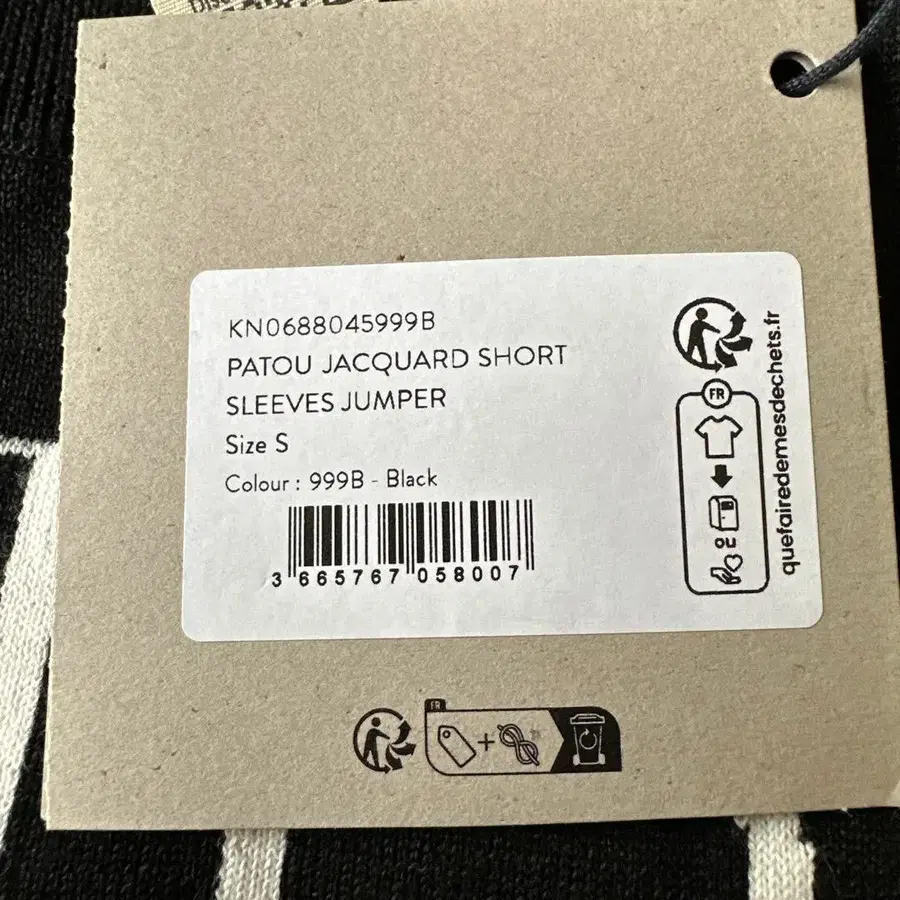 KN0688045999B
PATOU JACQUARD SHORT
SLEEVES JUMPER
Size S
Colour : 999B - Black
3 665767 058007
FR
OU
quefairedemesdechets.fr
FR